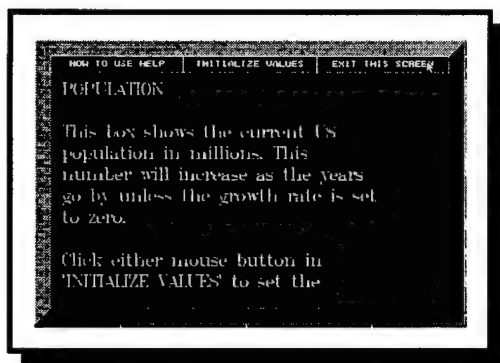 HOW TO USE HELP INITIALIZE VALUES EXIT THIS SCREEN
POPULATION
This box shows the current US
population in millions. This
number will increase as the years
go by unless the growth rate is set
to zero.
Click either mouse button in
'INITIALIZE VALUES' to set the